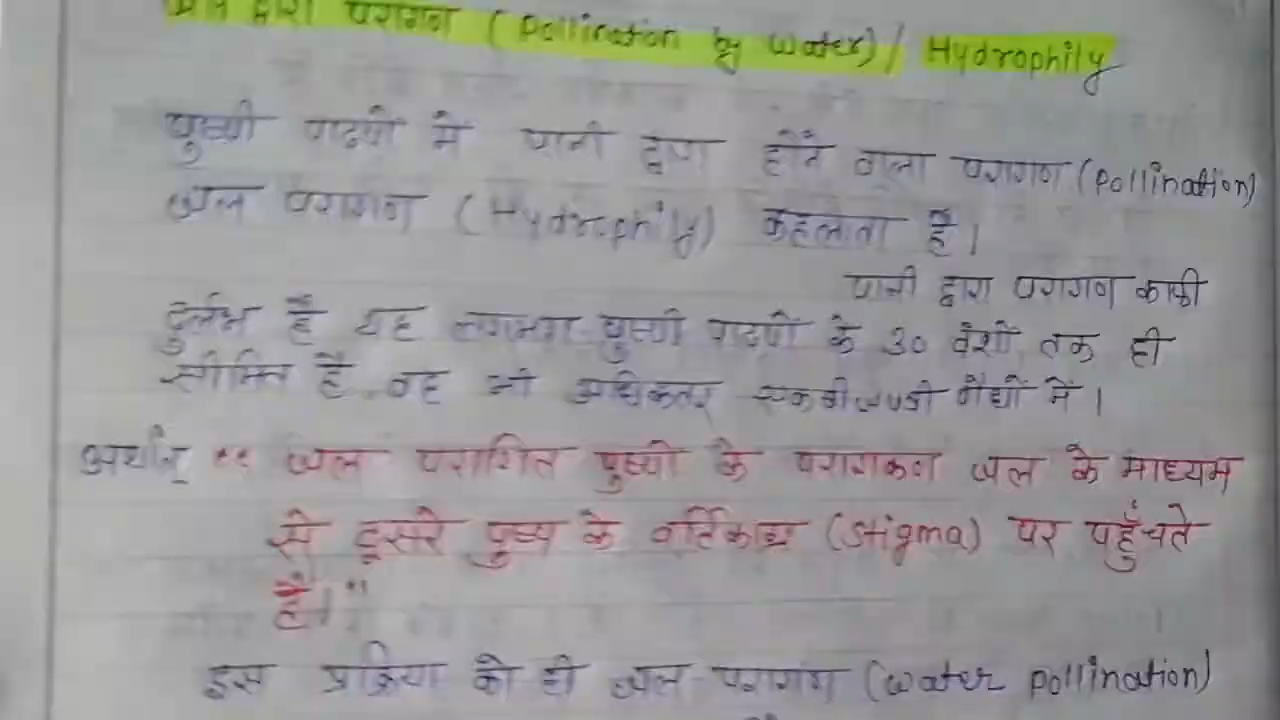 जल द्वारा परागण (Pollination by Water) / Hydrophily
पुष्पी पादपों में पानी द्वारा होने वाला परागण (Pollination)
जल परागण (Hydrophily) कहलाता है।
पानी द्वारा परागण काफी
दुर्लभ है यह लगभग पुष्पी पादपों के 30 वंशों तक ही
सीमित है, वह भी अधिकतर एकबीजपत्री पौधों में।
अर्थात् “ जल परागित पुष्पों के परागकण जल के माध्यम
से दूसरे पुष्प के वर्तिकाग्र (Stigma) पर पहुँचते
हैं।"
इस प्रक्रिया को ही जल परागण (Water pollination)